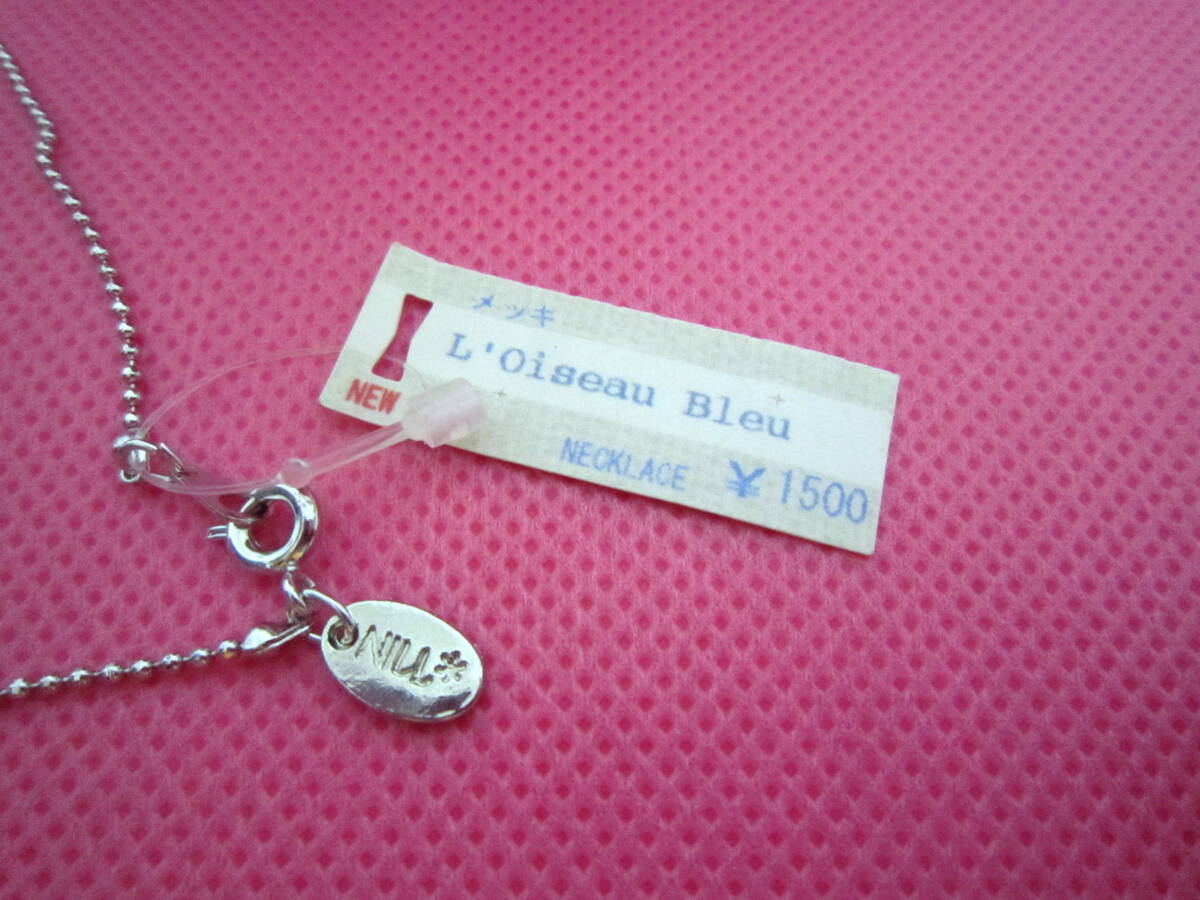 メッキ
L'Oiseau Bleu
NEW
NECKLACE ¥ 1500